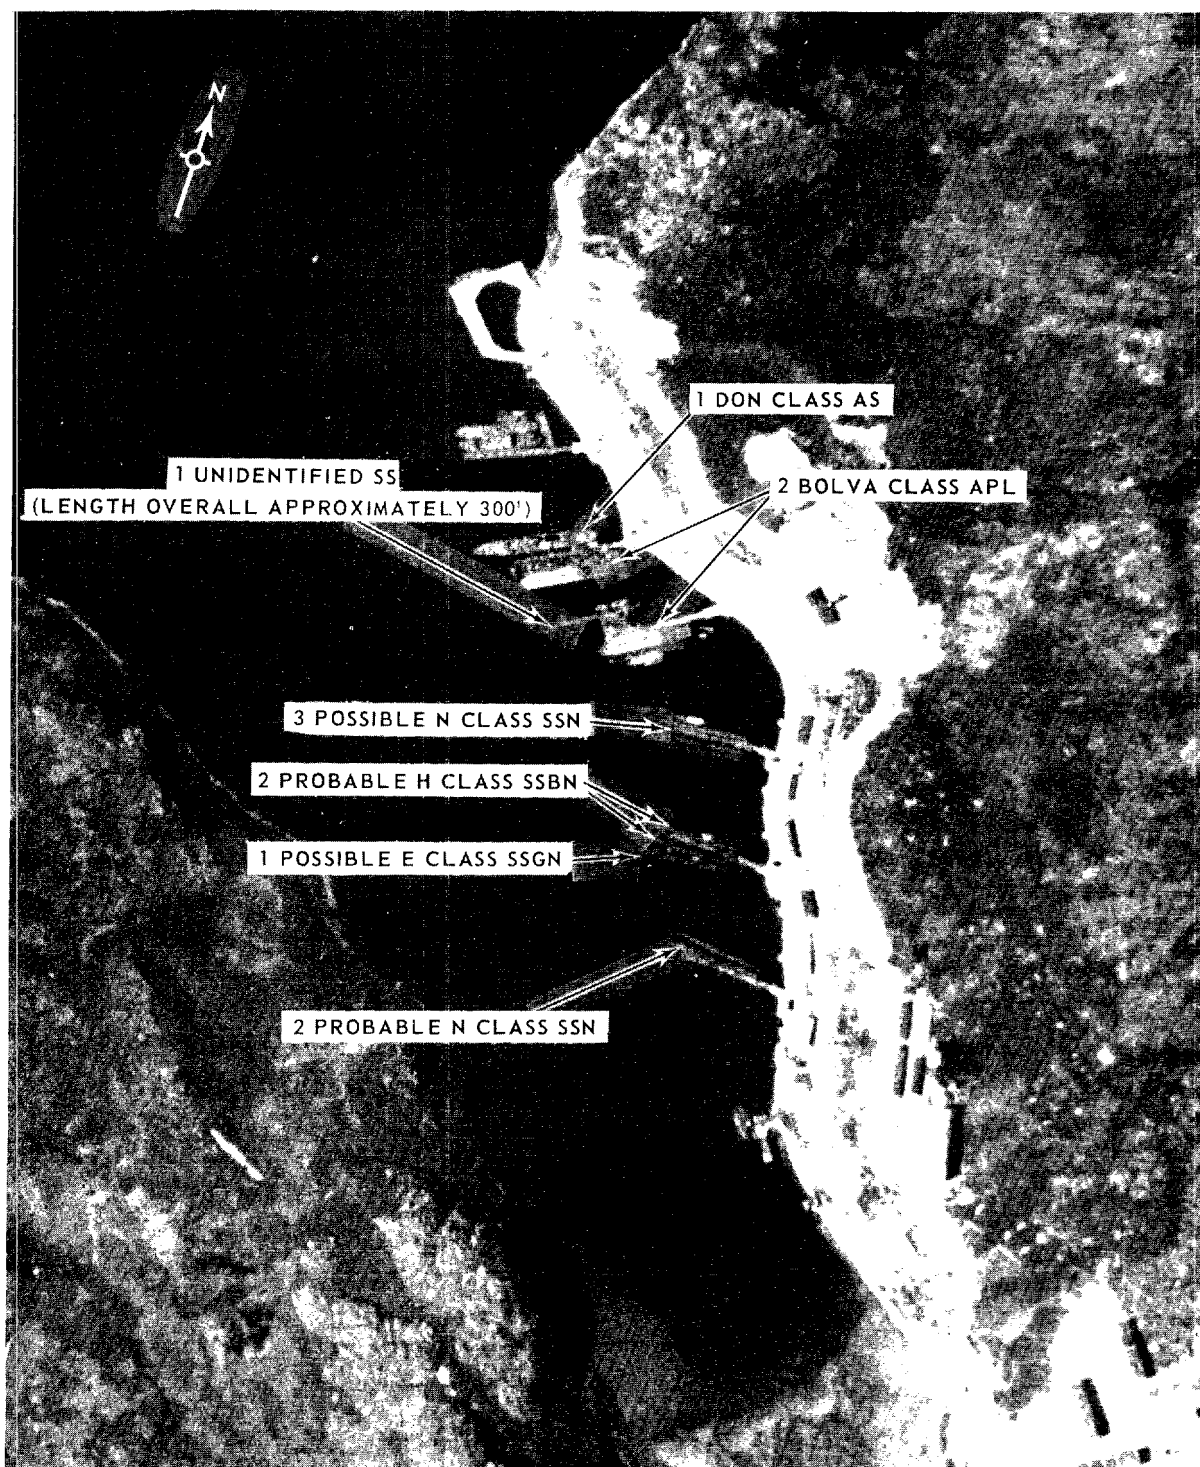 N
1 DON CLASS AS
1 UNIDENTIFIED SS
(LENGTH OVERALL APPROXIMATELY 300')
2 BOLVA CLASS APL
3 POSSIBLE N CLASS SSN
2 PROBABLE H CLASS SSBN
1 POSSIBLE E CLASS SSGN
2 PROBABLE N CLASS SSN